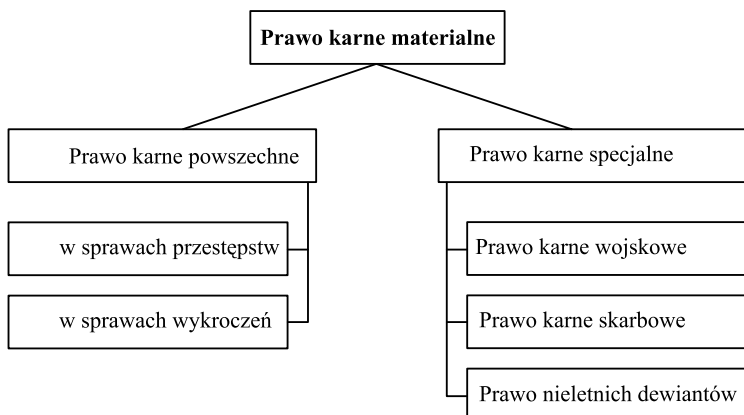 Prawo karne materialne
Prawo karne powszechne
w sprawach przestępstw
w sprawach wykroczeń
Prawo karne specjalne
Prawo karne wojskowe
Prawo karne skarbowe
Prawo nieletnich dewiantów